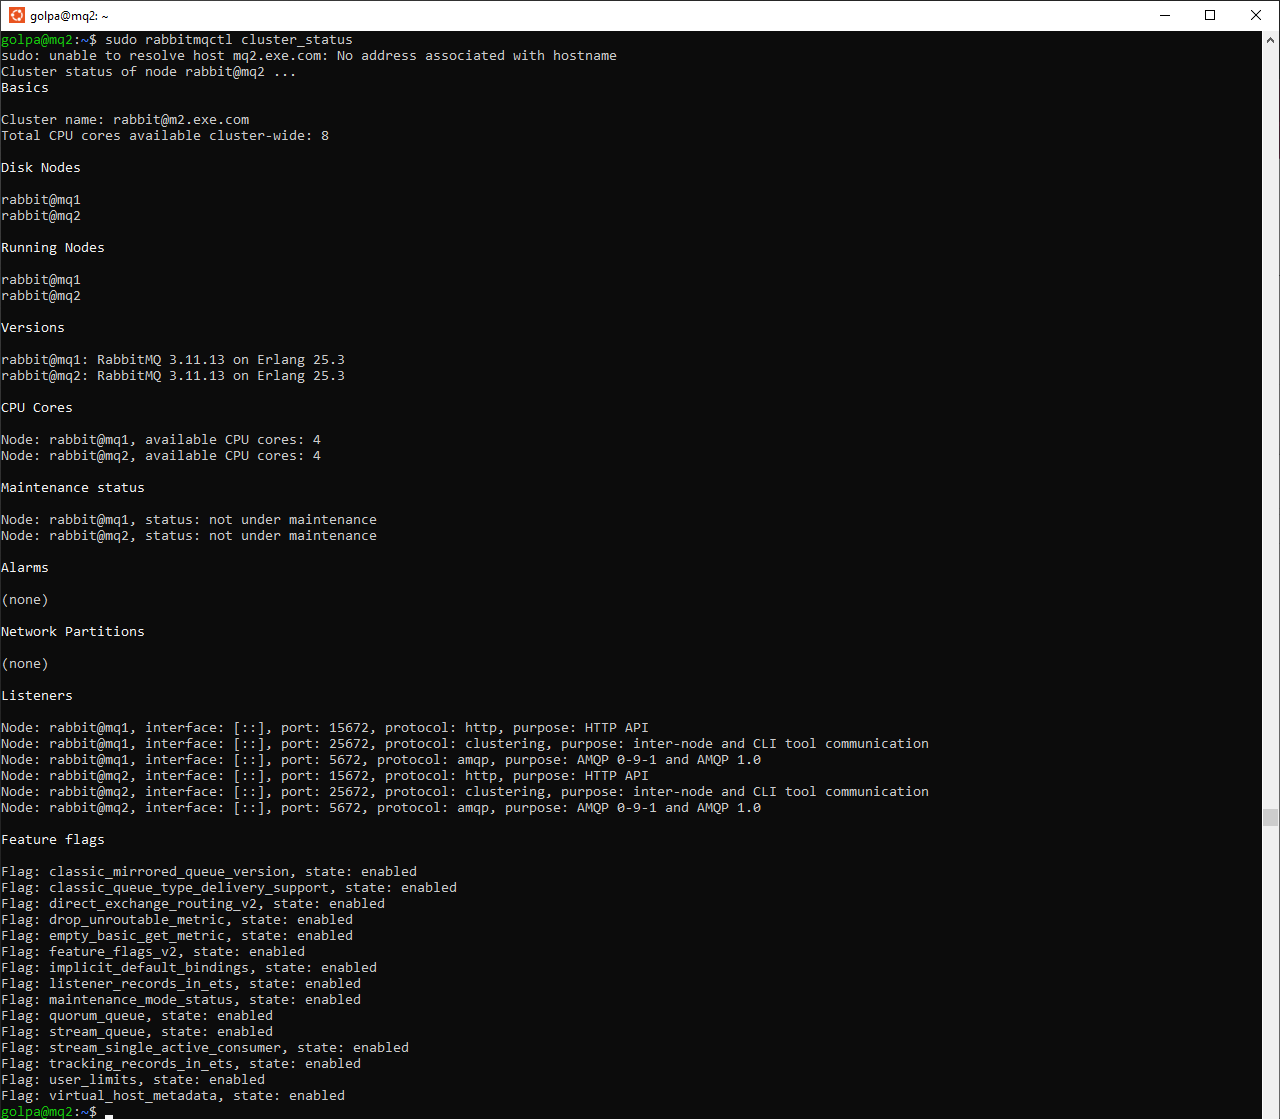 golpa@mq2: ~
golpa@mq2:~$ sudo rabbitmqctl cluster_status
sudo: unable to resolve host mq2.exe.com: No address associated with hostname
Cluster status of node rabbit@mq2 ...
Basics
Cluster name: rabbit@m2.exe.com
Total CPU cores available cluster-wide: 8
Disk Nodes
rabbit@mq1
rabbit@mq2
Running Nodes
rabbit@mq1
rabbit@mq2
Versions
rabbit@mq1: RabbitMQ 3.11.13 on Erlang 25.3
rabbit@mq2: RabbitMQ 3.11.13 on Erlang 25.3
CPU Cores
Node: rabbit@mq1, available CPU cores: 4
Node: rabbit@mq2, available CPU cores: 4
Maintenance status
Node: rabbit@mq1, status: not under maintenance
Node: rabbit@mq2, status: not under maintenance
Alarms
(none)
Network Partitions
(none)
Listeners
Node: rabbit@mq1, interface: [::], port: 15672, protocol: http, purpose: HTTP API
Node: rabbit@mq1, interface: [::], port: 25672, protocol: clustering, purpose: inter-node and CLI tool communication
Node: rabbit@mq1, interface: [::], port: 5672, protocol: amqp, purpose: AMQP 0-9-1 and AMQP 1.0
Node: rabbit@mq2, interface: [::], port: 15672, protocol: http, purpose: HTTP API
Node: rabbit@mq2, interface: [::], port: 25672, protocol: clustering, purpose: inter-node and CLI tool communication
Node: rabbit@mq2, interface: [::], port: 5672, protocol: amqp, purpose: AMQP 0-9-1 and AMQP 1.0
Feature flags
Flag: classic_mirrored_queue_version, state: enabled
Flag: classic_queue_type_delivery_support, state: enabled
Flag: direct_exchange_routing_v2, state: enabled
Flag: drop_unroutable_metric, state: enabled
Flag: empty_basic_get_metric, state: enabled
Flag: feature_flags_v2, state: enabled
Flag: implicit_default_bindings, state: enabled
Flag: listener_records_in_ets, state: enabled
Flag: maintenance_mode_status, state: enabled
Flag: quorum_queue, state: enabled
Flag: stream_queue, state: enabled
Flag: stream_single_active_consumer, state: enabled
Flag: tracking_records_in_ets, state: enabled
Flag: user_limits, state: enabled
Flag: virtual_host_metadata, state: enabled
golpa@mq2:~$